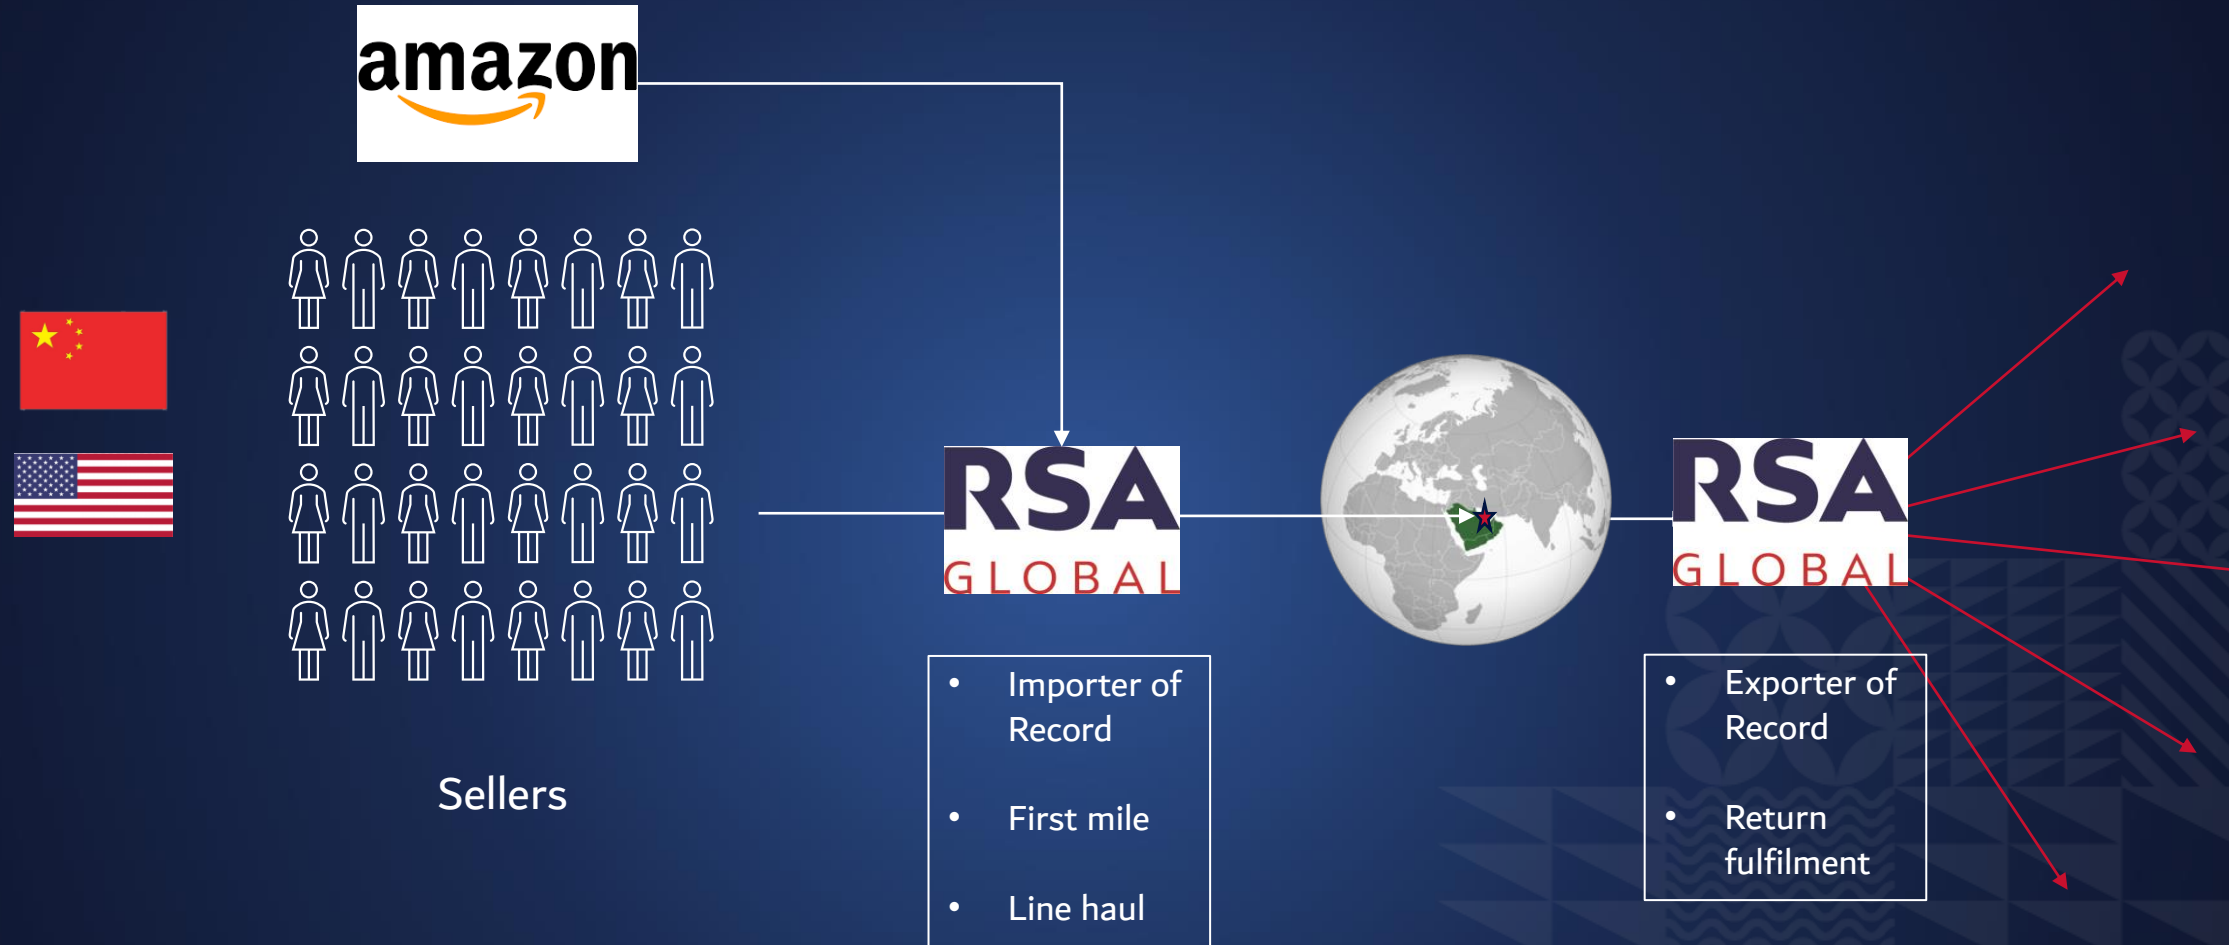 amazon
RSA
GLOBAL
RSA
GLOBAL
Sellers
• Importer of
Record
• First mile
• Line haul
• Exporter of
Record
• Return
fulfilment